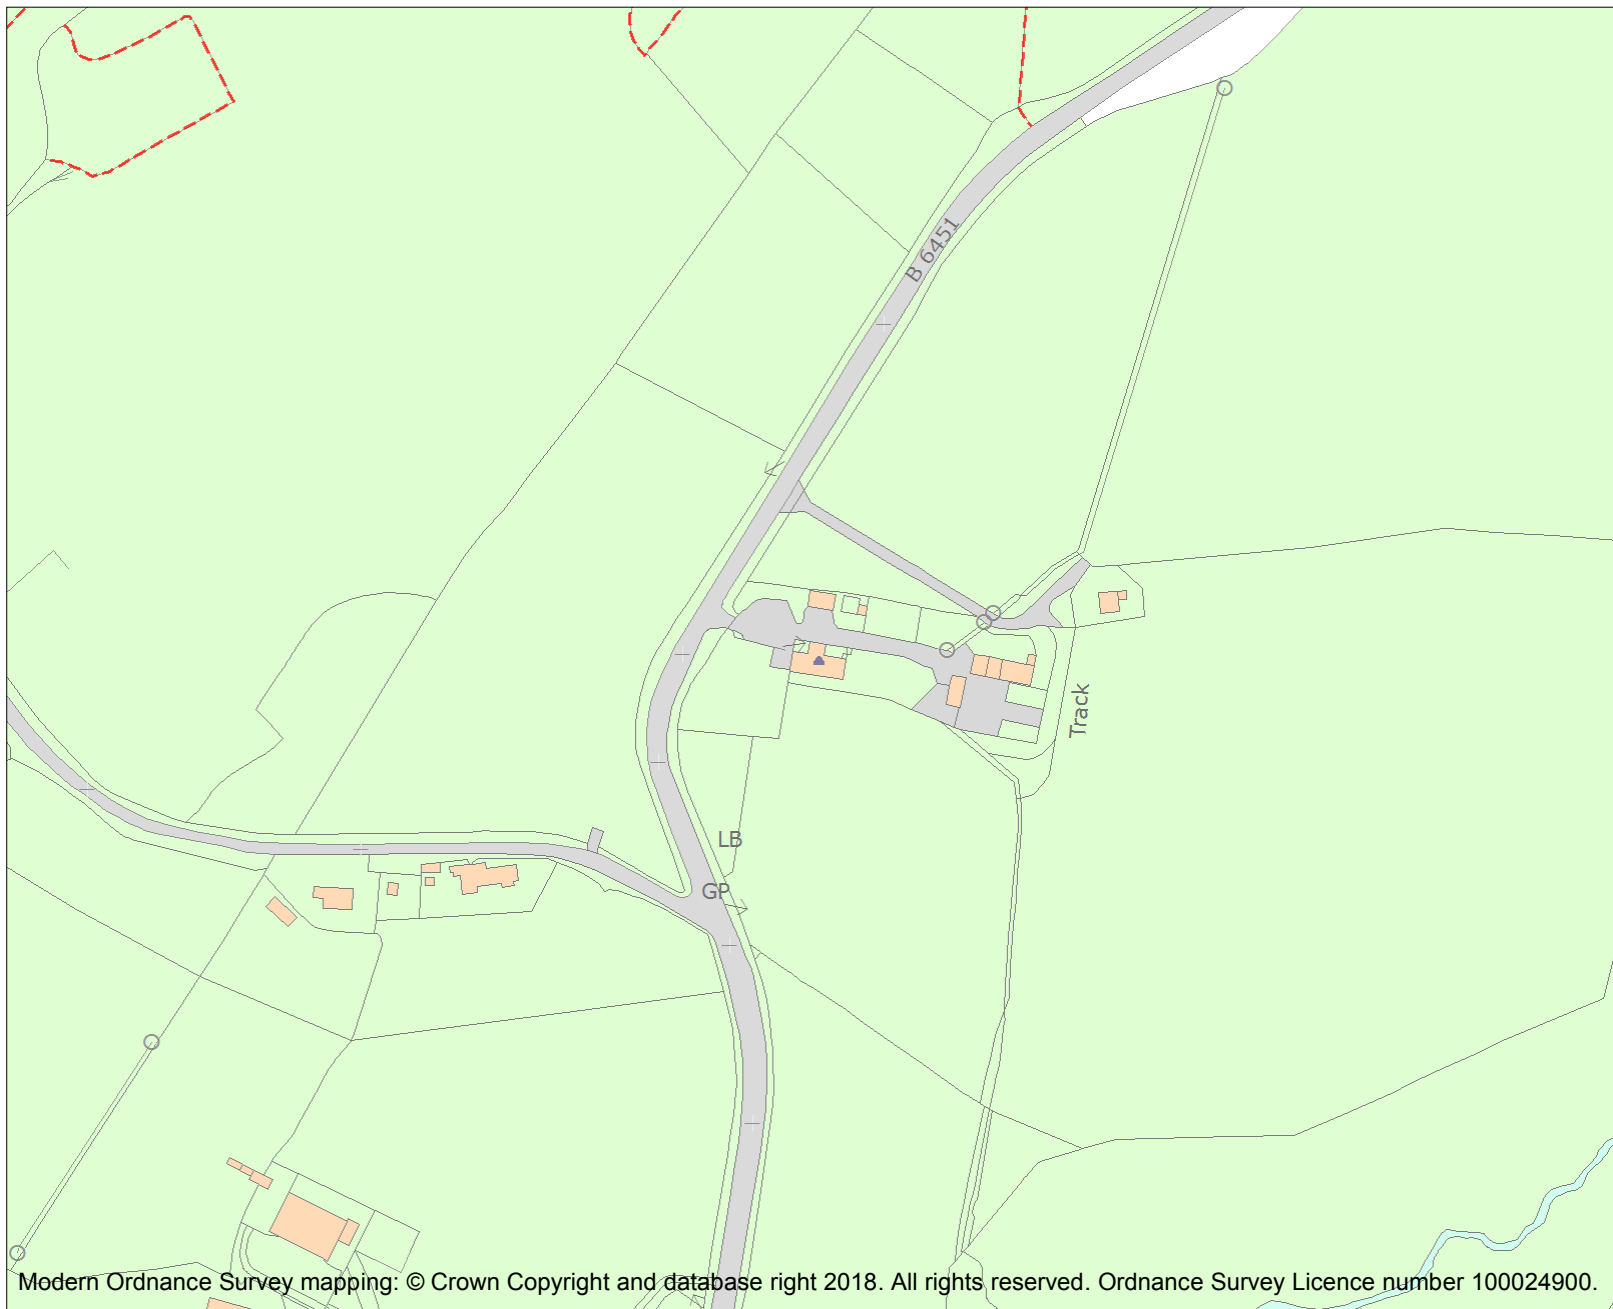 B 6451
Track
LB
GP
Modern Ordnance Survey mapping: © Crown Copyright and database right 2018. All rights reserved. Ordnance Survey Licence number 100024900.